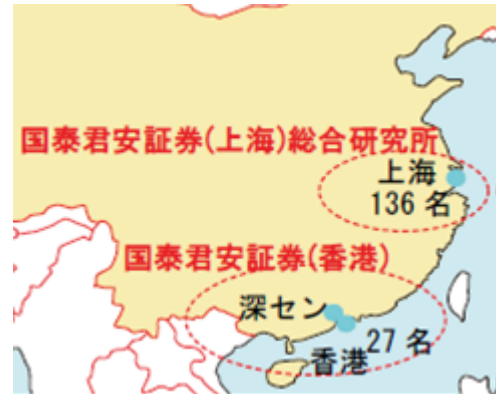 国泰君安証券(上海)総合研究所
上海
136 名
国泰君安証券(香港)
深セン
27 名
香港